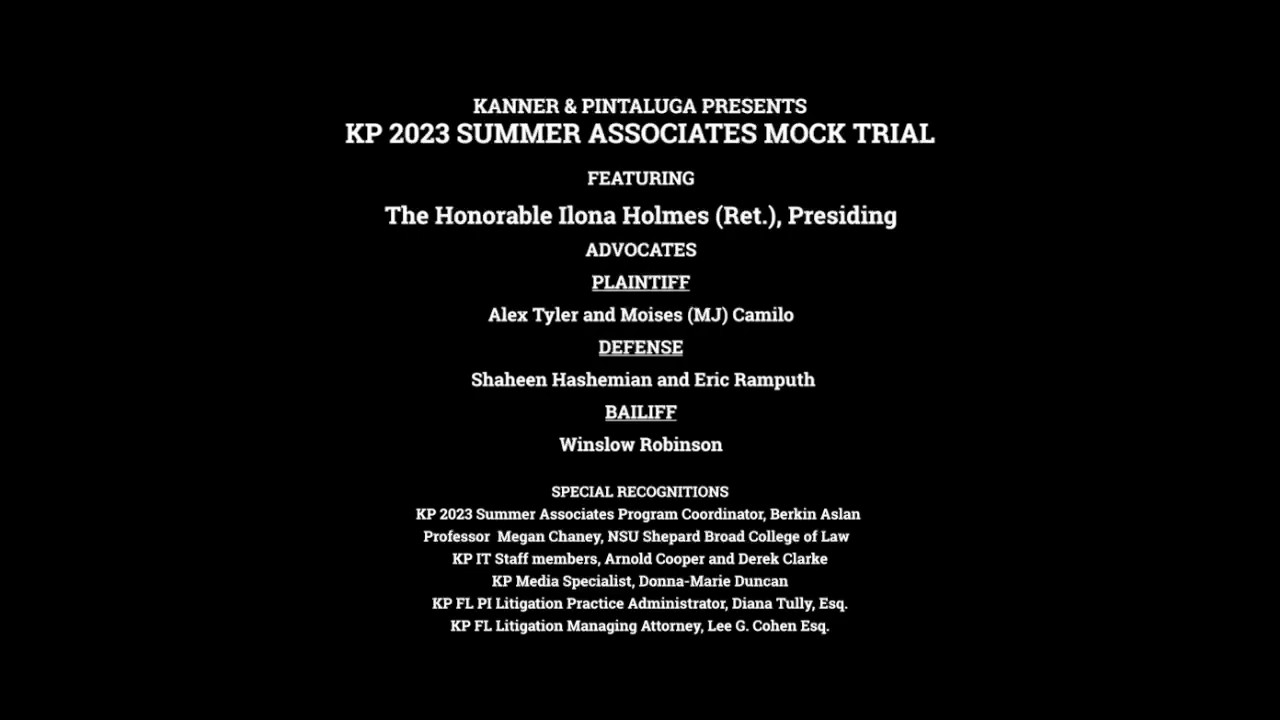 KANNER & PINTALUGA PRESENTS
KP 2023 SUMMER ASSOCIATES MOCK TRIAL
FEATURING
The Honorable Ilona Holmes (Ret.), Presiding
ADVOCATES
PLAINTIFF
Alex Tyler and Moises (MJ) Camilo
DEFENSE
Shaheen Hashemian and Eric Ramputh
BAILIFF
Winslow Robinson
SPECIAL RECOGNITIONS
KP 2023 Summer Associates Program Coordinator, Berkin Aslan
Professor  Megan Chaney, NSU Shepard Broad College of Law
KP IT Staff members, Arnold Cooper and Derek Clarke
KP Media Specialist, Donna-Marie Duncan
KP FL PI Litigation Practice Administrator, Diana Tully, Esq.
KP FL Litigation Managing Attorney, Lee G. Cohen Esq.